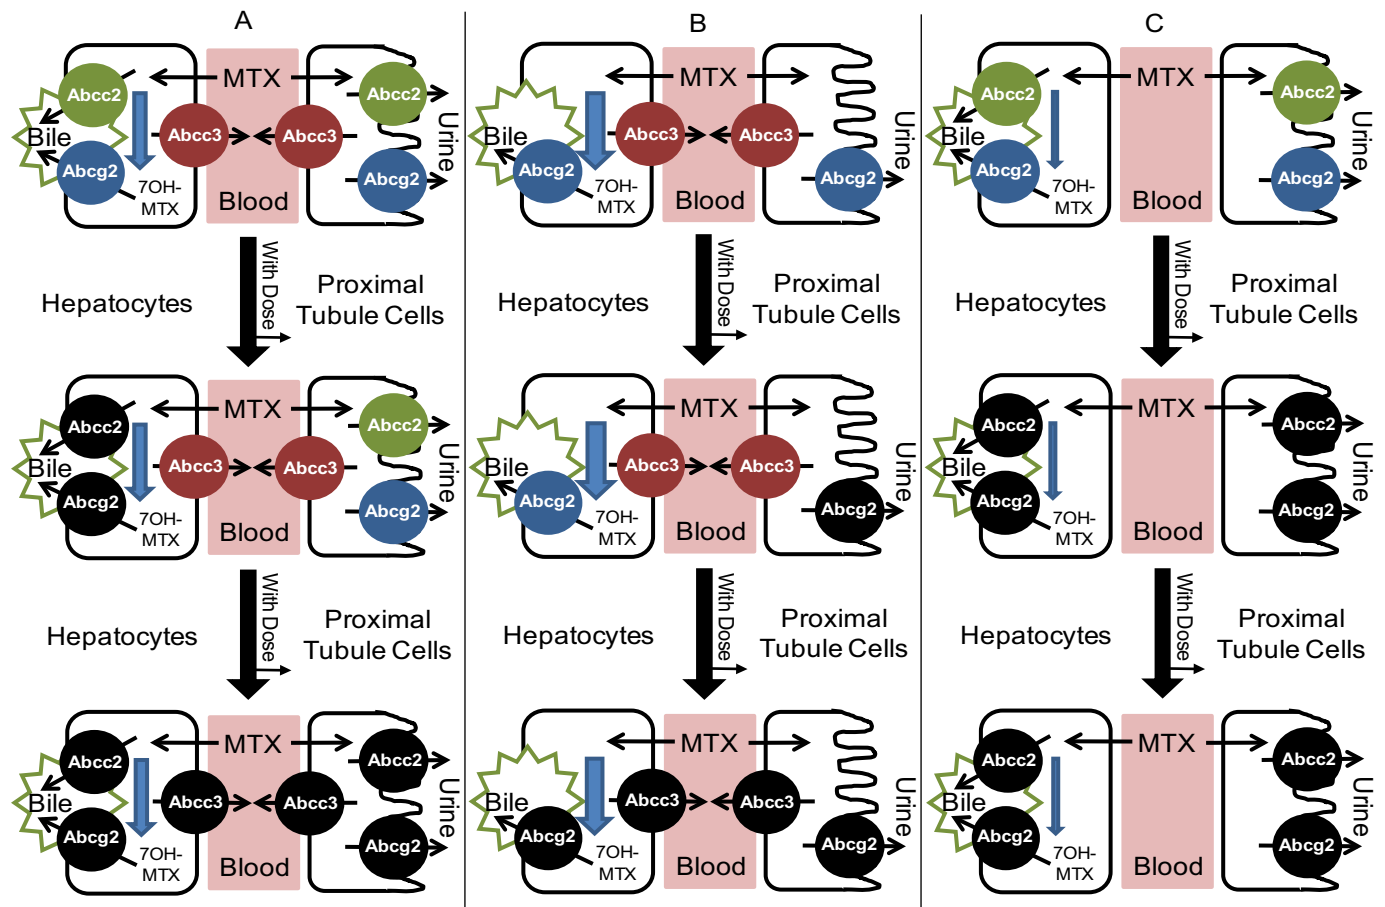 A
B
C
MTX
Abcc2
Abcc2
Bile
Abcc3
Abcc3
Abcg2
7OH-
MTX
Abcg2
Urine
Blood
MTX
Bile
Abcc3
Abcc3
Abcg2
7OH-
MTX
Abcg2
Urine
Blood
MTX
Abcc2
Abcc2
Bile
Abcg2
7OH-
MTX
Abcg2
Urine
Blood
Hepatocytes
With Dose
Proximal
Tubule Cells
Hepatocytes
With Dose
Proximal
Tubule Cells
Hepatocytes
With Dose
Proximal
Tubule Cells
MTX
Abcc2
Abcc2
Bile
Abcc3
Abcc3
Abcg2
7OH-
MTX
Abcg2
Urine
Blood
MTX
Bile
Abcc3
Abcc3
Abcg2
7OH-
MTX
Abcg2
Urine
Blood
MTX
Abcc2
Abcc2
Bile
Abcg2
7OH-
MTX
Abcg2
Urine
Blood
Hepatocytes
With Dose
Proximal
Tubule Cells
Hepatocytes
With Dose
Proximal
Tubule Cells
Hepatocytes
With Dose
Proximal
Tubule Cells
MTX
Abcc2
Abcc2
Bile
Abcc3
Abcc3
Abcg2
7OH-
MTX
Abcg2
Urine
Blood
MTX
Bile
Abcc3
Abcc3
Abcg2
7OH-
MTX
Abcg2
Urine
Blood
MTX
Abcc2
Abcc2
Bile
Abcg2
7OH-
MTX
Abcg2
Urine
Blood